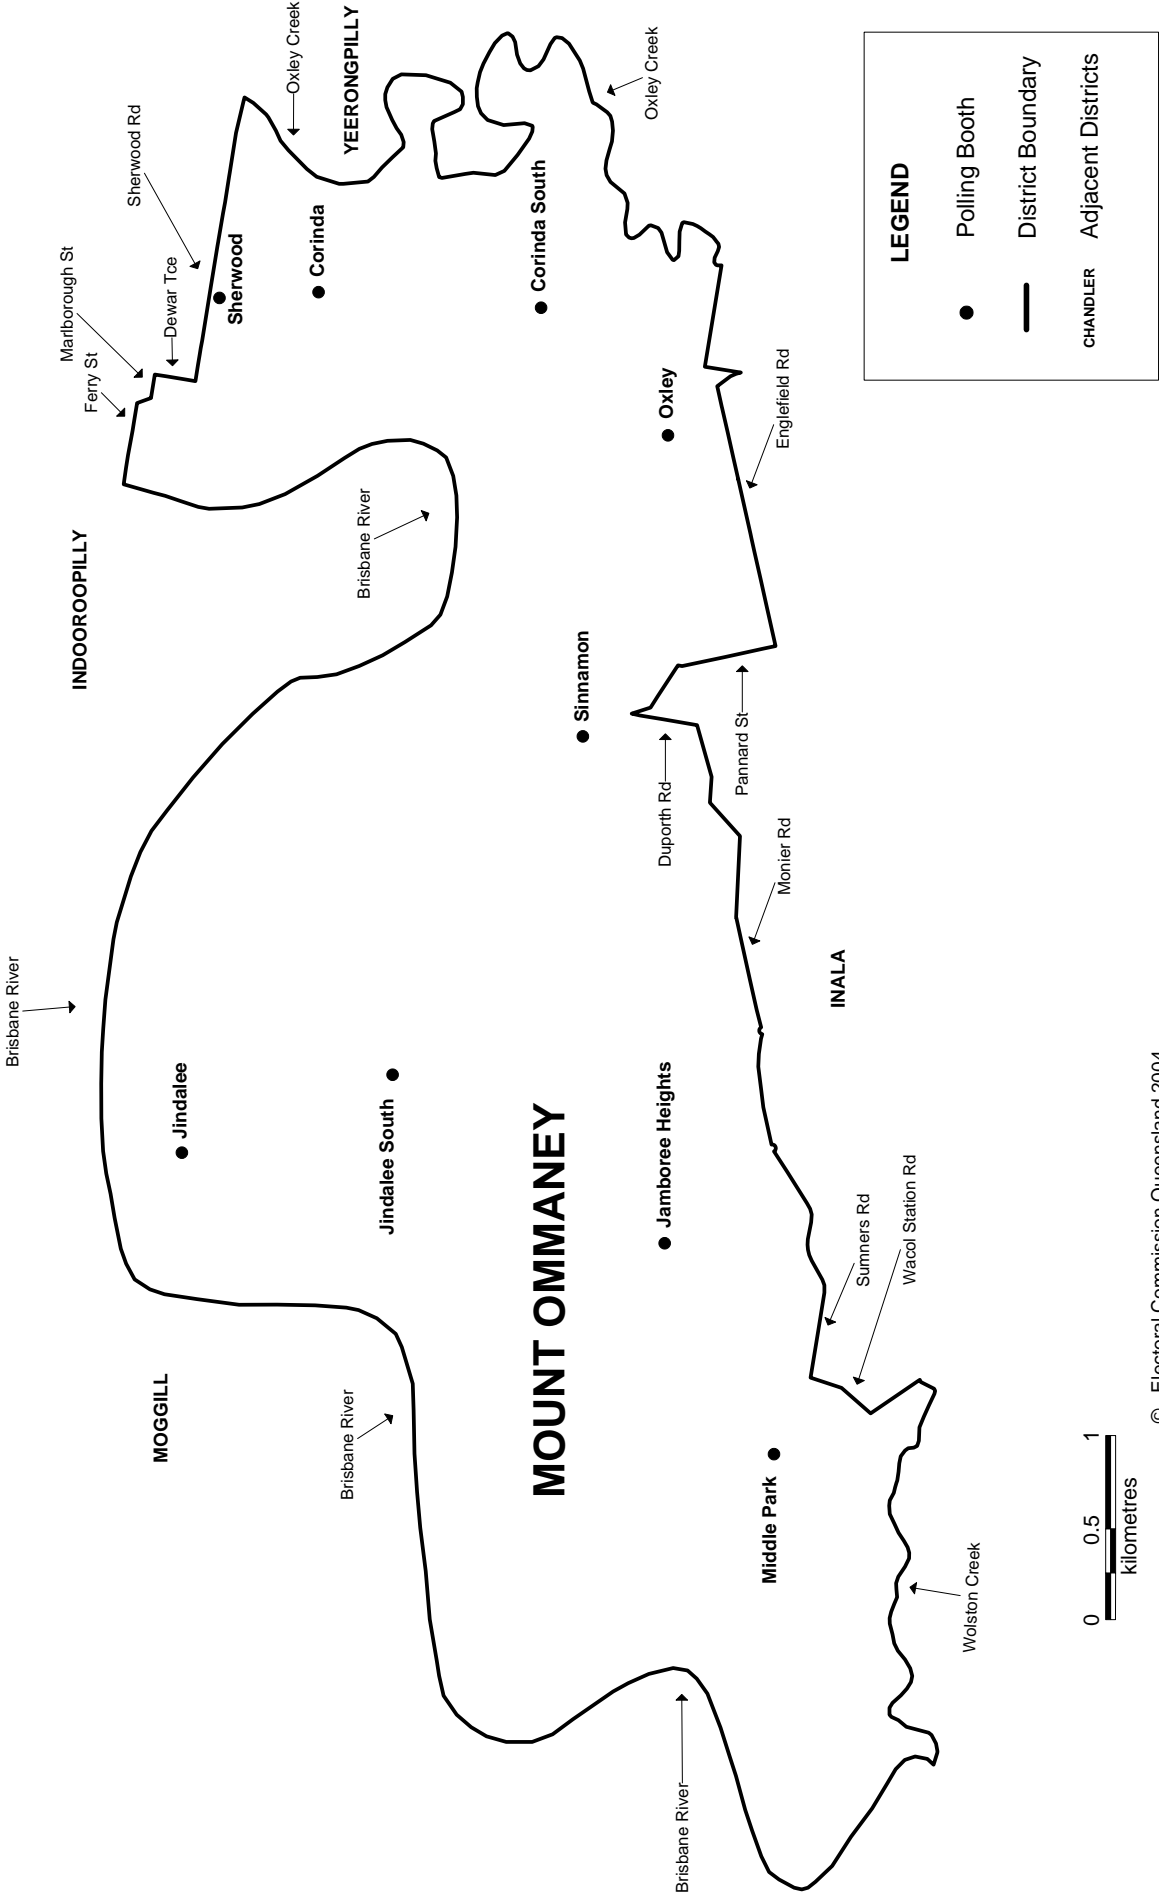 Brisbane River
INDOOROOPILLY
Ferry St
Marlborough St
Dewar Tce
Sherwood Rd
Oxley Creek
YEERONGPILLY
MOGGILL
Jindalee
Sherwood
Corinda
Brisbane River
Jindalee South
Brisbane River
MOUNT OMMANEY
Sinnamon
Corinda South
Oxley Creek
Brisbane River
Jamboree Heights
Duporth Rd
Oxley
Middle Park
Pannard St
Monier Rd
Englefield Rd
INALA
Sumners Rd
Wacol Station Rd
Wolston Creek
LEGEND
Polling Booth
District Boundary
CHANDLER Adjacent Districts
0 0.5 1
kilometres
© Electoral Commission Queensland 2004